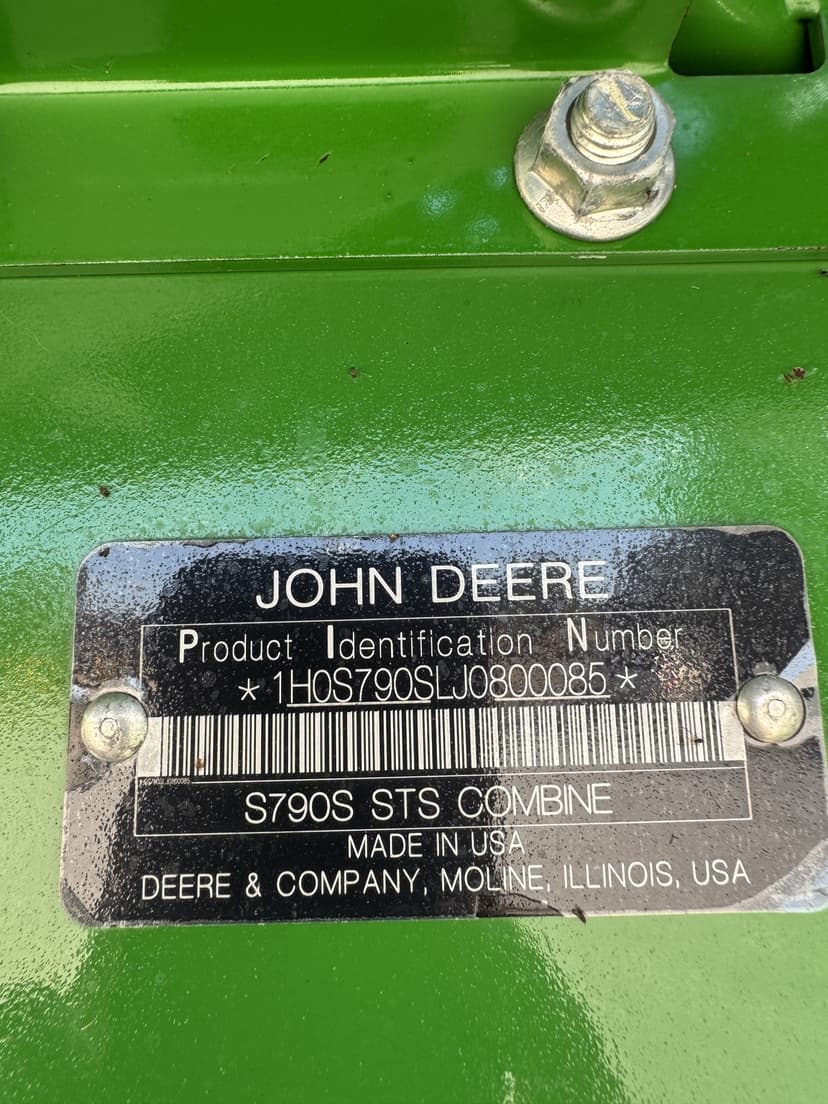 JOHN DEERE
Product Identification Number
*1H0S790SLJ0800085*
S790S STS COMBINE
MADE IN USA
DEERE & COMPANY, MOLINE, ILLINOIS, USA